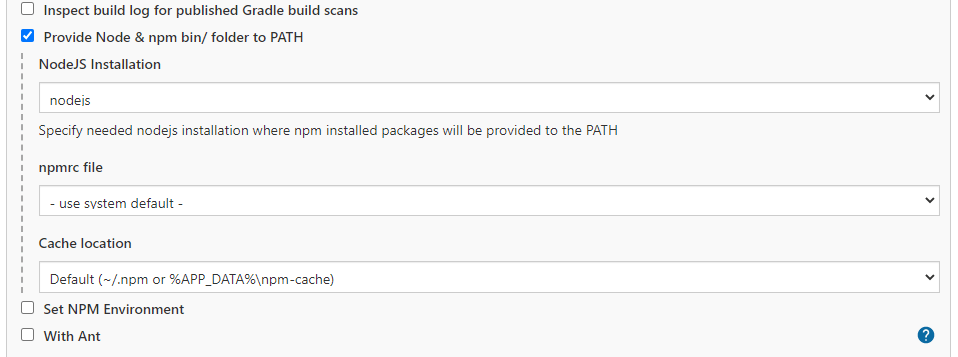 Inspect build log for published Gradle build scans
Provide Node & npm bin/ folder to PATH
NodeJS Installation
nodejs
Specify needed nodejs installation where npm installed packages will be provided to the PATH
npmrc file
- use system default -
Cache location
Default (~/.npm or %APP_DATA%\npm-cache)
Set NPM Environment
With Ant
?